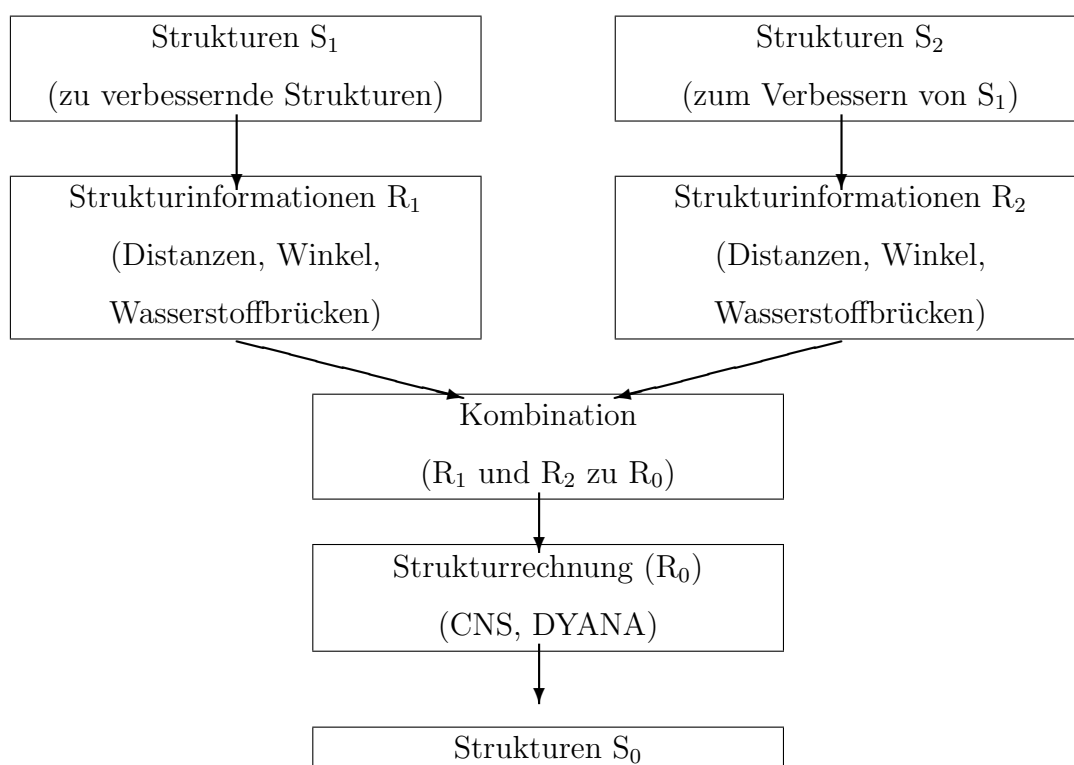 Strukturen S₁
(zu verbessernde Strukturen)
Strukturen S₂
(zum Verbessern von S₁)
Strukturinformationen R₁
(Distanzen, Winkel,
Wasserstoffbrücken)
Strukturinformationen R₂
(Distanzen, Winkel,
Wasserstoffbrücken)
Kombination
(R₁ und R₂ zu R₀)
Strukturrechnung (R₀)
(CNS, DYANA)
Strukturen S₀